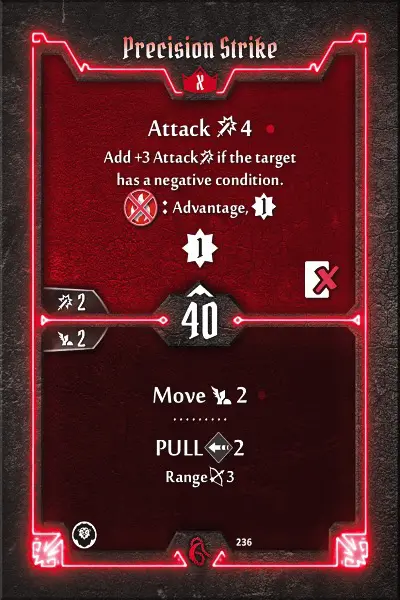 Precision Strike
X
Attack 4
Add +3 Attack if the target
has a negative condition.
: Advantage, 1
1
2
40
2
Move 2
PULL 2
Range 3
236